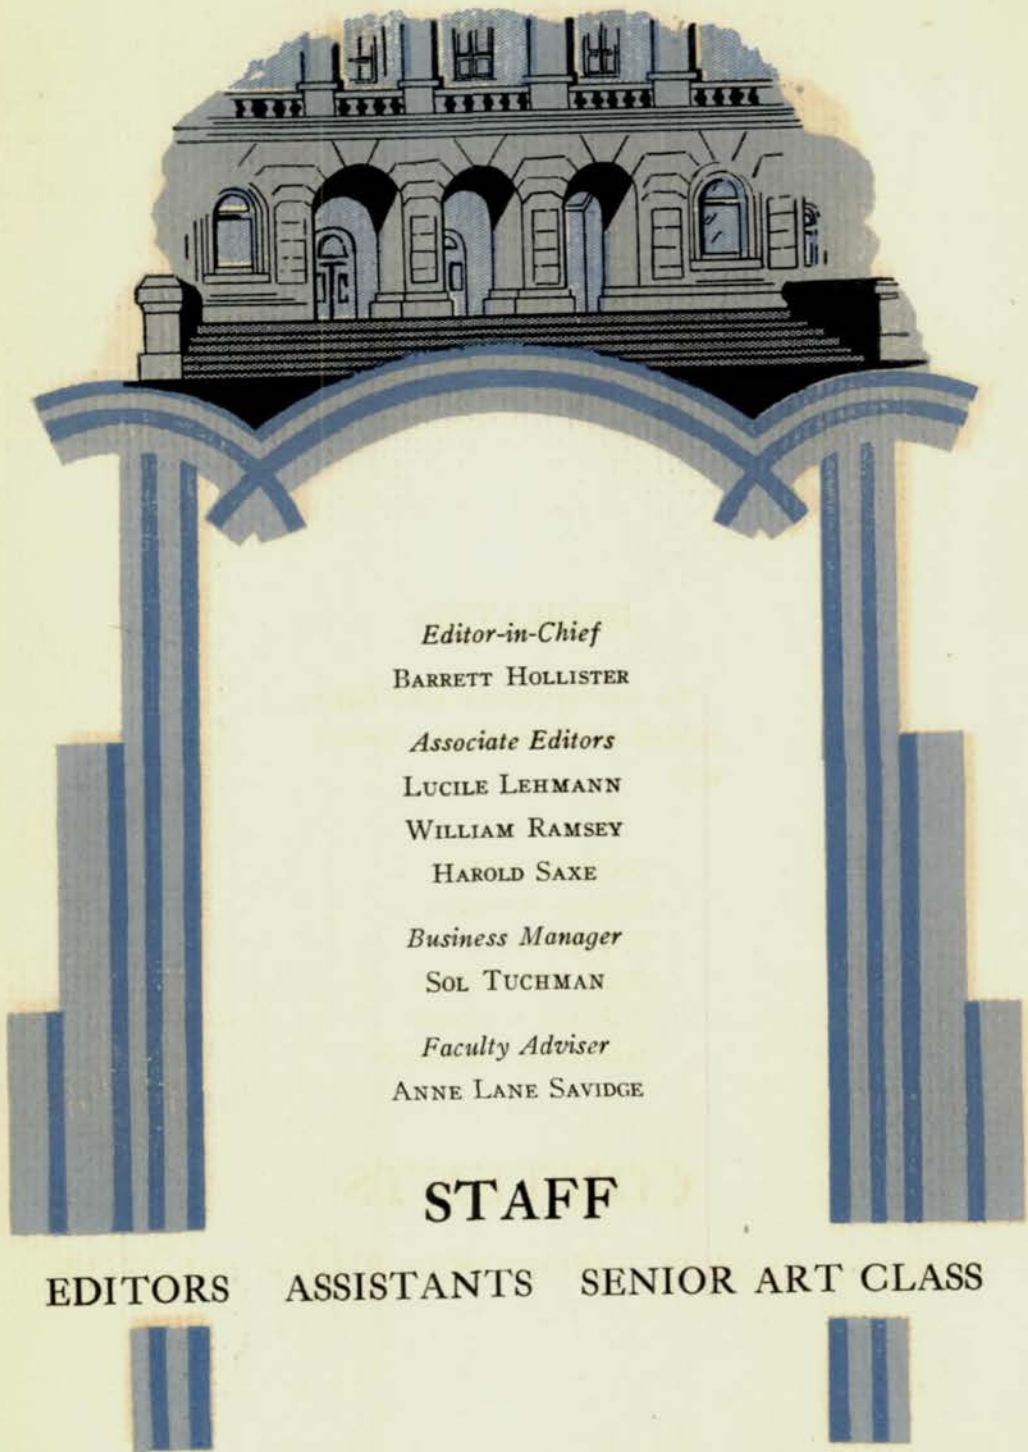 Editor-in-Chief
BARRETT HOLLISTER
Associate Editors
LUCILE LEHMANN
WILLIAM RAMSEY
HAROLD SAXE
Business Manager
SOL TUCHMAN
Faculty Adviser
ANNE LANE SAVIDGE
STAFF
EDITORS ASSISTANTS SENIOR ART CLASS